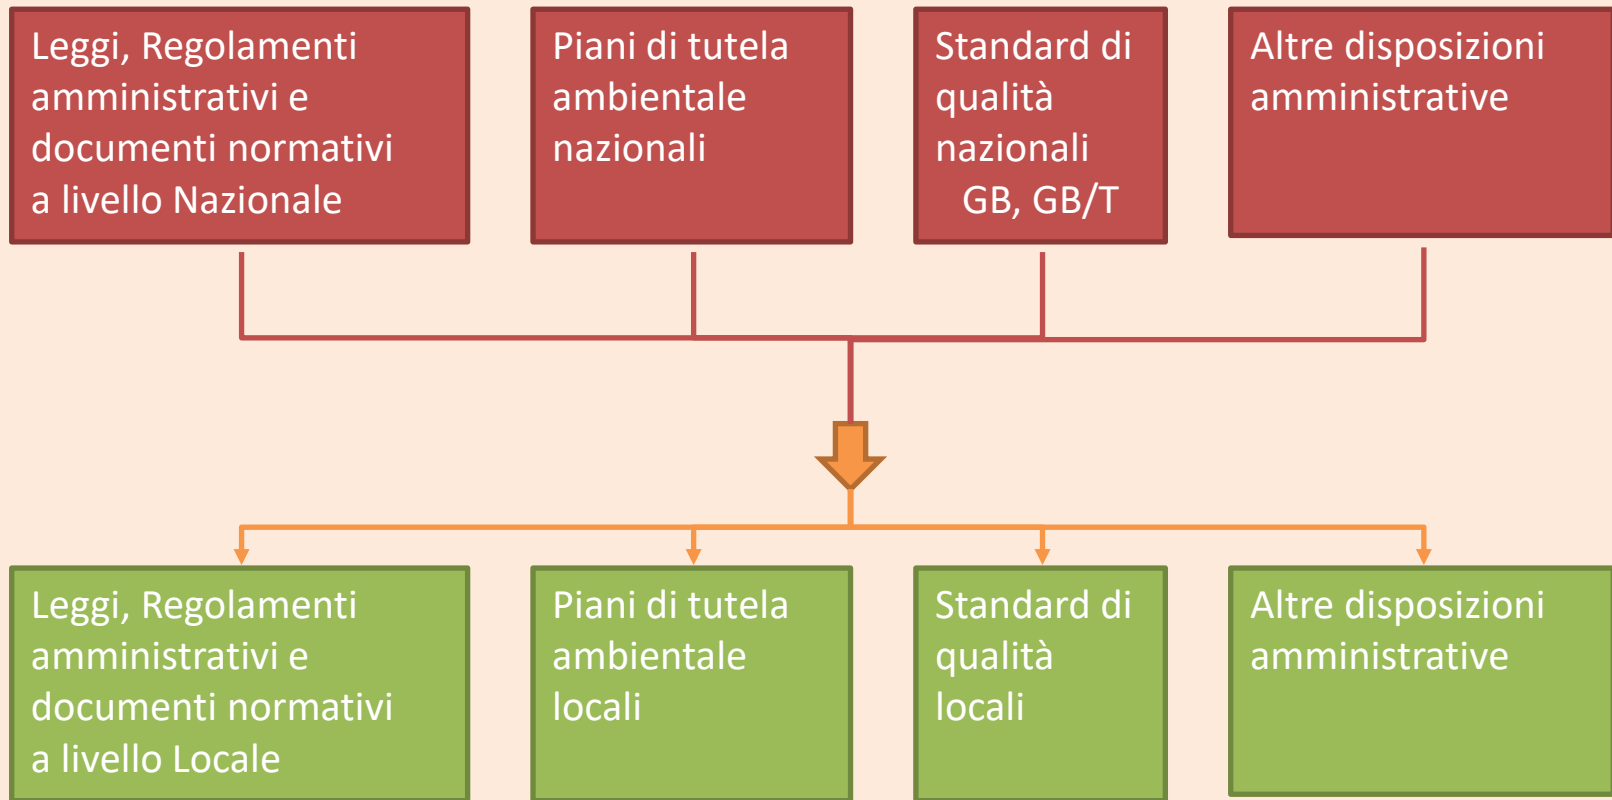 Leggi, Regolamenti
amministrativi e
documenti normativi
a livello Nazionale
Piani di tutela
ambientale
nazionali
Standard di
qualità
nazionali
GB, GB/T
Altre disposizioni
amministrative
Leggi, Regolamenti
amministrativi e
documenti normativi
a livello Locale
Piani di tutela
ambientale
locali
Standard di
qualità
locali
Altre disposizioni
amministrative